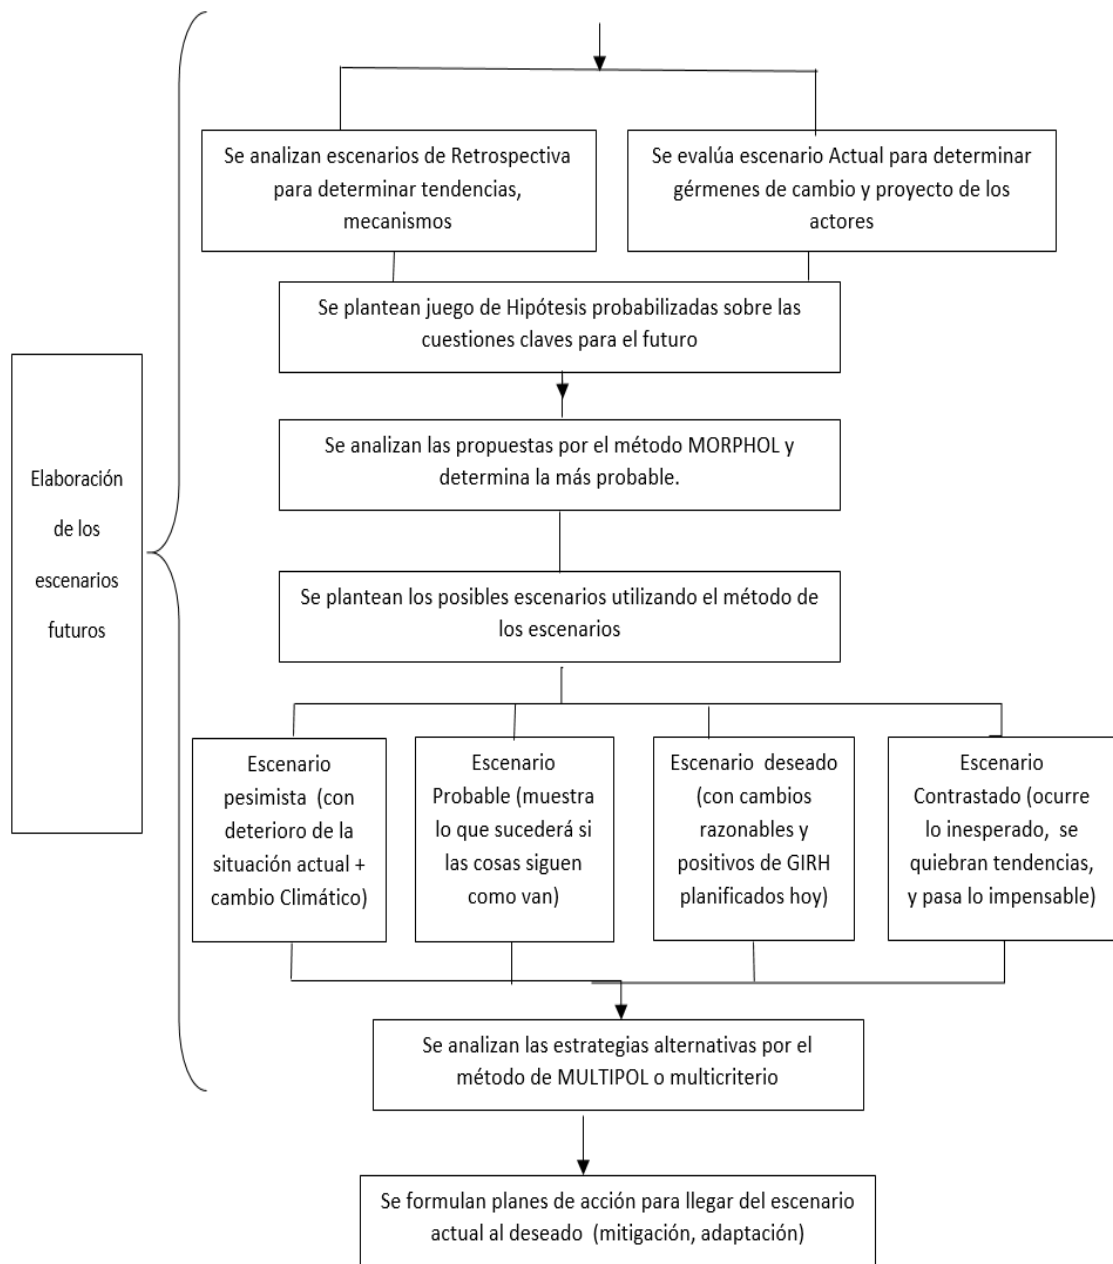 Se analizan escenarios de Retrospectiva
para determinar tendencias,
mecanismos
Se evalúa escenario Actual para determinar
gérmenes de cambio y proyecto de los
actores
Se plantean juego de Hipótesis probabilizadas sobre las
cuestiones claves para el futuro
Se analizan las propuestas por el método MORPHOL y
determina la más probable.
Elaboración
de los
escenarios
futuros
Se plantean los posibles escenarios utilizando el método de
los escenarios
Escenario
pesimista (con
deterioro de la
situación actual +
cambio Climático)
Escenario
Probable (muestra
lo que sucederá si
las cosas siguen
como van)
Escenario deseado
(con cambios
razonables y
positivos de GIRH
planificados hoy)
Escenario
Contrastado (ocurre
lo inesperado, se
quiebran tendencias,
y pasa lo impensable)
Se analizan las estrategias alternativas por el
método de MULTIPOL o multicriterio
Se formulan planes de acción para llegar del escenario
actual al deseado (mitigación, adaptación)